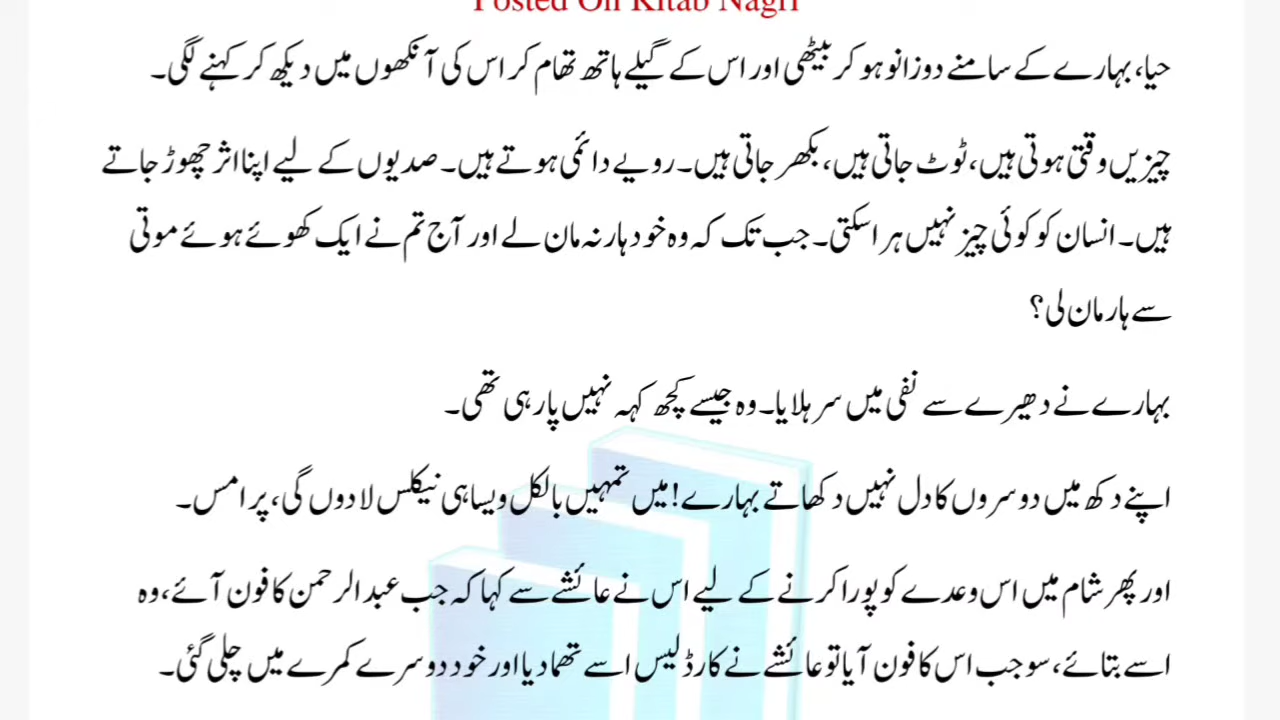 Posted On Kitab Nagri
حیا، بہارے کے سامنے دوزانو ہو کر بیٹھی اور اس کے گیلے ہاتھ تھام کر اس کی آنکھوں میں دیکھ کر کہنے لگی۔
چیزیں وقتی ہوتی ہیں، ٹوٹ جاتی ہیں، بکھر جاتی ہیں۔ رویے دائمی ہوتے ہیں۔ صدیوں کے لیے اپنا اثر چھوڑ جاتے
ہیں۔ انسان کو کوئی چیز نہیں ہرا سکتی۔ جب تک کہ وہ خود ہار نہ مان لے اور آج تم نے ایک کھوئے ہوئے موتی
سے ہار مان لی؟
بہارے نے دھیرے سے نفی میں سر ہلایا۔ وہ جیسے کچھ کہہ نہیں پا رہی تھی۔
اپنے دکھ میں دوسروں کا دل نہیں دکھاتے بہارے! میں تمہیں بالکل ویسا ہی نیکلس لا دوں گی، پرامس۔
اور پھر شام میں اس وعدے کو پورا کرنے کے لیے اس نے عائشے سے کہا کہ جب عبدالرحمن کا فون آئے، وہ
اسے بتائے، سو جب اس کا فون آیا تو عائشے نے کارڈلیس اسے تھما دیا اور خود دوسرے کمرے میں چلی گئی۔